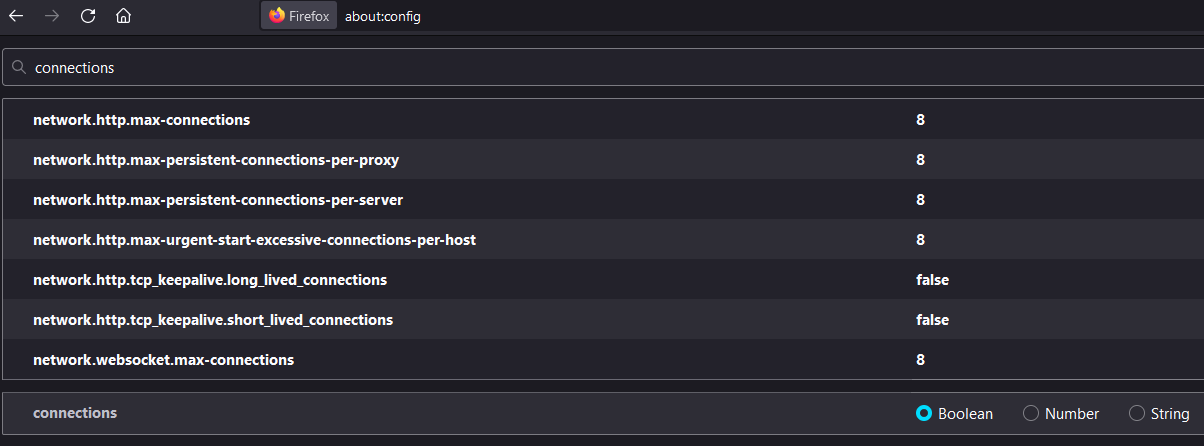 Firefox about:config
connections
network.http.max-connections 8
network.http.max-persistent-connections-per-proxy 8
network.http.max-persistent-connections-per-server 8
network.http.max-urgent-start-excessive-connections-per-host 8
network.http.tcp_keepalive.long_lived_connections false
network.http.tcp_keepalive.short_lived_connections false
network.websocket.max-connections 8
connections Boolean Number String